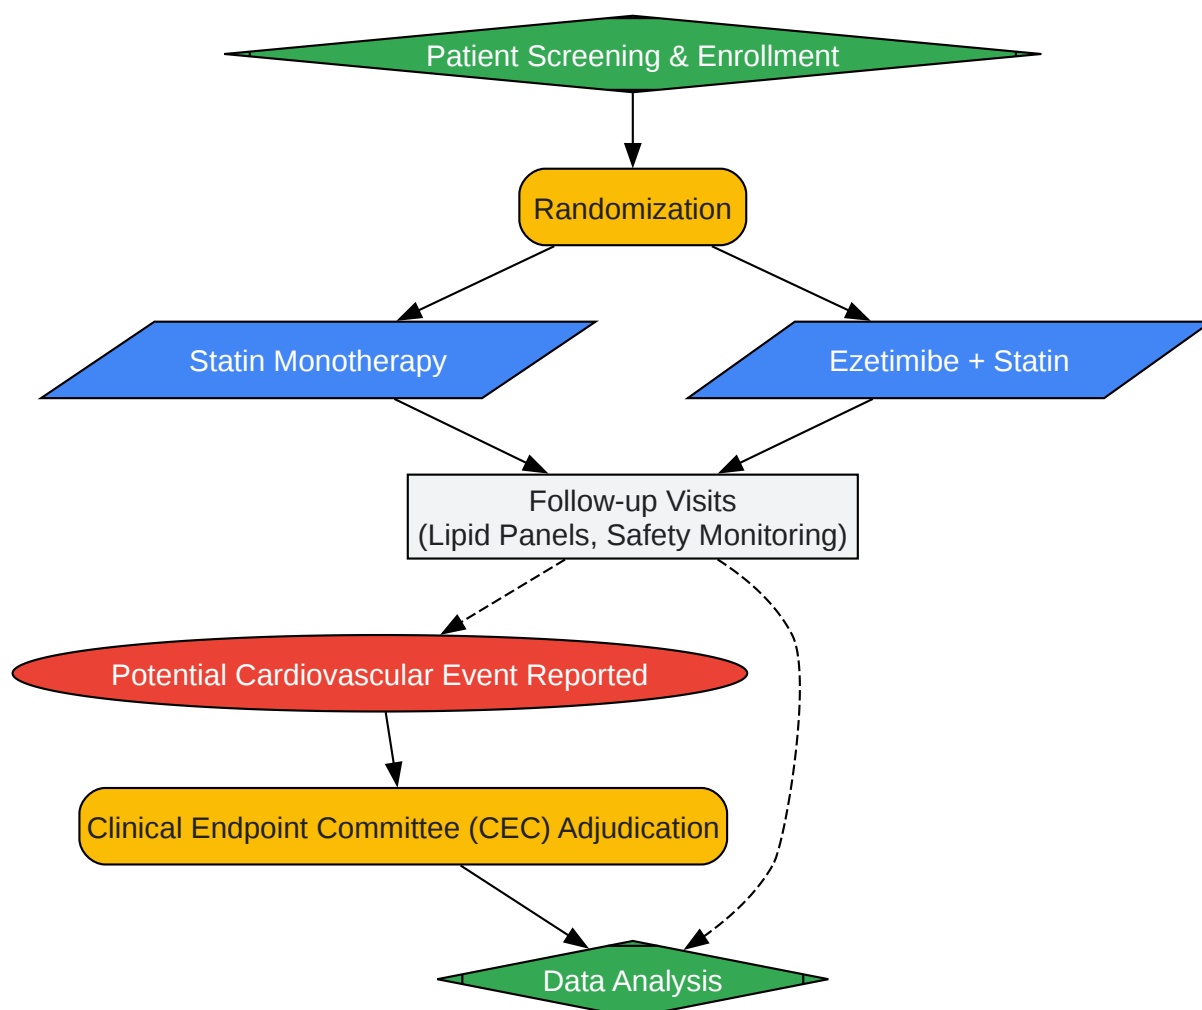 Patient Screening & Enrollment
Randomization
Statin Monotherapy
Ezetimibe + Statin
Follow-up Visits
(Lipid Panels, Safety Monitoring)
Potential Cardiovascular Event Reported
Clinical Endpoint Committee (CEC) Adjudication
Data Analysis